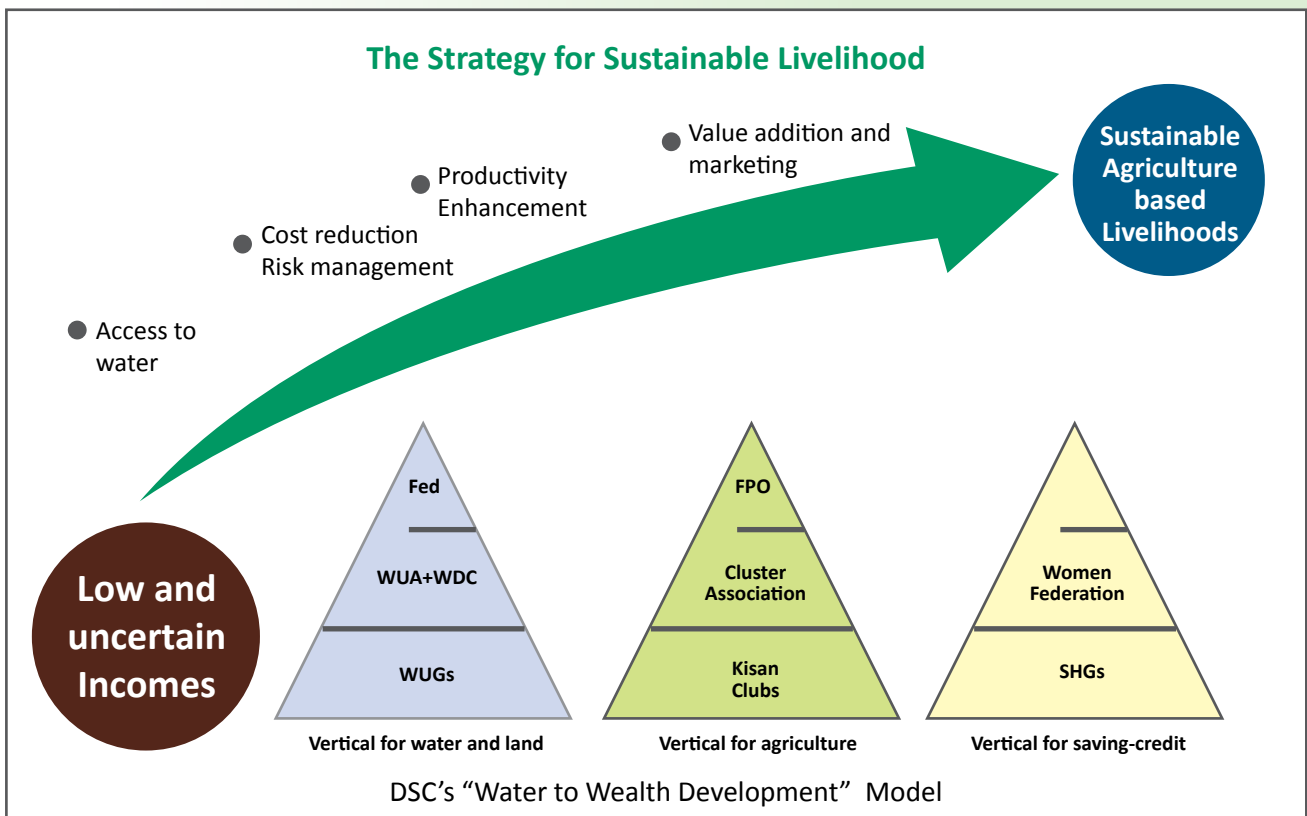 The Strategy for Sustainable Livelihood
Value addition and
marketing
Sustainable
Agriculture
based
Livelihoods
Productivity
Enhancement
Cost reduction
Risk management
Access to
water
Low and
uncertain
Incomes
Fed
WUA+WDC
WUGs
Vertical for water and land
FPO
Cluster
Association
Kisan
Clubs
Vertical for agriculture
Women
Federation
SHGs
Vertical for saving-credit
DSC's “Water to Wealth Development” Model